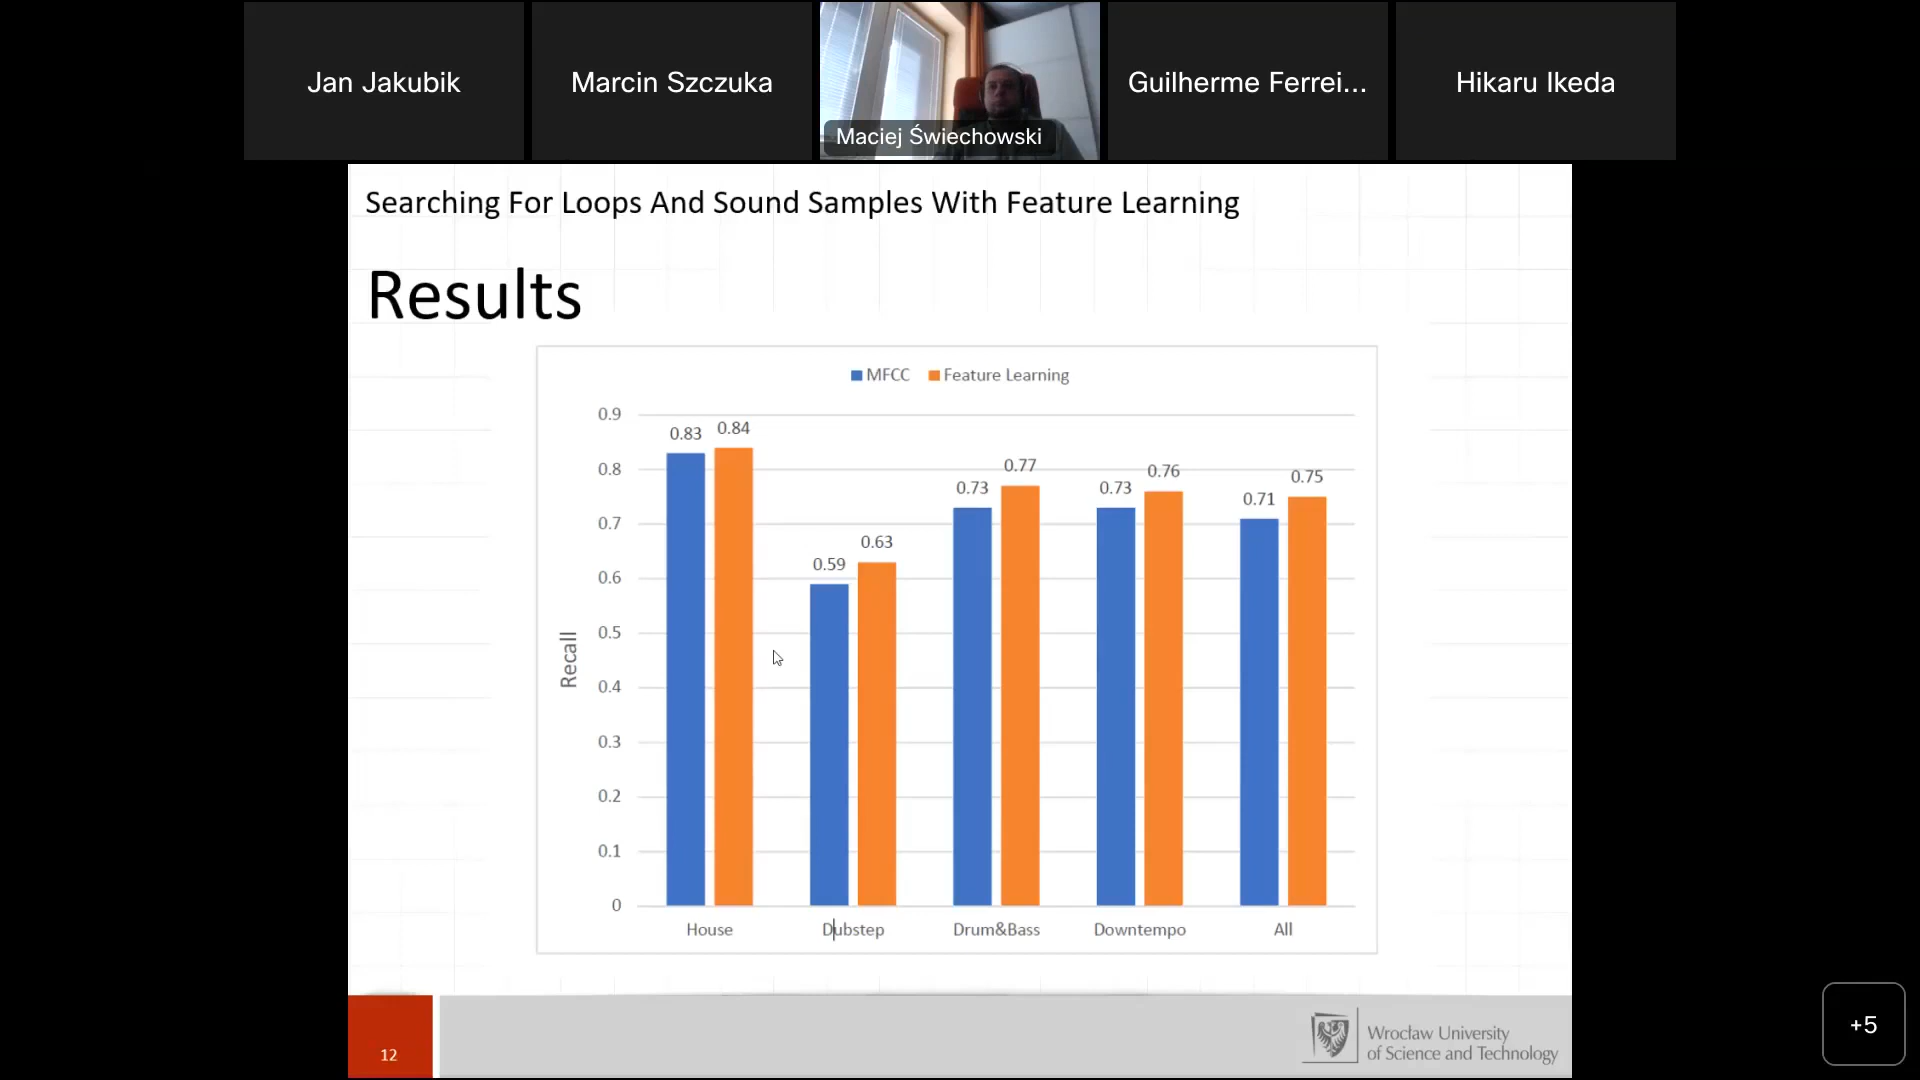 Jan Jakubik
Marcin Szczuka
Maciej Świechowski
Guilherme Ferrei...
Hikaru Ikeda
Searching For Loops And Sound Samples With Feature Learning
Results
MFCC Feature Learning
0.9
0.8
0.7
0.6
0.5
0.4
0.3
0.2
0.1
0
Recall
0.83 0.84
0.59 0.63
0.73 0.77
0.73 0.76
0.71 0.75
House Dubstep Drum&Bass Downtempo All
12
Wrocław University
of Science and Technology
+5